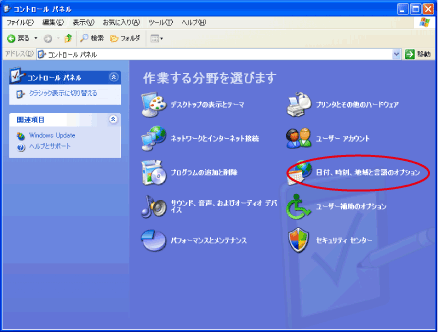 コントロール パネル
ファイル(F) 編集(E) 表示(V) お気に入り(A) ツール(T) ヘルプ(H)
戻る 検索 フォルダ
アドレス(D) コントロール パネル 移動
コントロール パネル
クラシック表示に切り替える
関連項目
Windows Update
ヘルプとサポート
作業する分野を選びます
デスクトップの表示とテーマ
プリンタとその他のハードウェア
ネットワークとインターネット接続
ユーザー アカウント
プログラムの追加と削除
日付、時刻、地域と言語のオプション
サウンド、音声、およびオーディオ デバ
イス
ユーザー補助のオプション
パフォーマンスとメンテナンス
セキュリティ センター